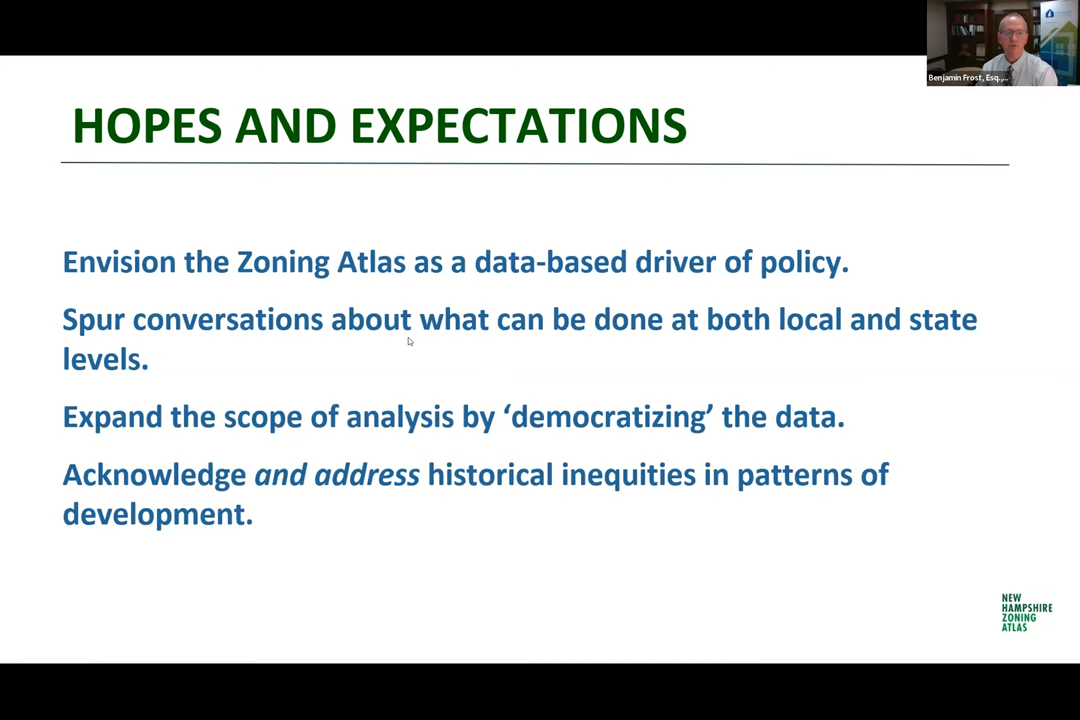 Benjamin Frost, Esq.,...
HOPES AND EXPECTATIONS
Envision the Zoning Atlas as a data-based driver of policy.
Spur conversations about what can be done at both local and state
levels.
Expand the scope of analysis by ‘democratizing’ the data.
Acknowledge and address historical inequities in patterns of
development.
NEW
HAMPSHIRE
ZONING
ATLAS